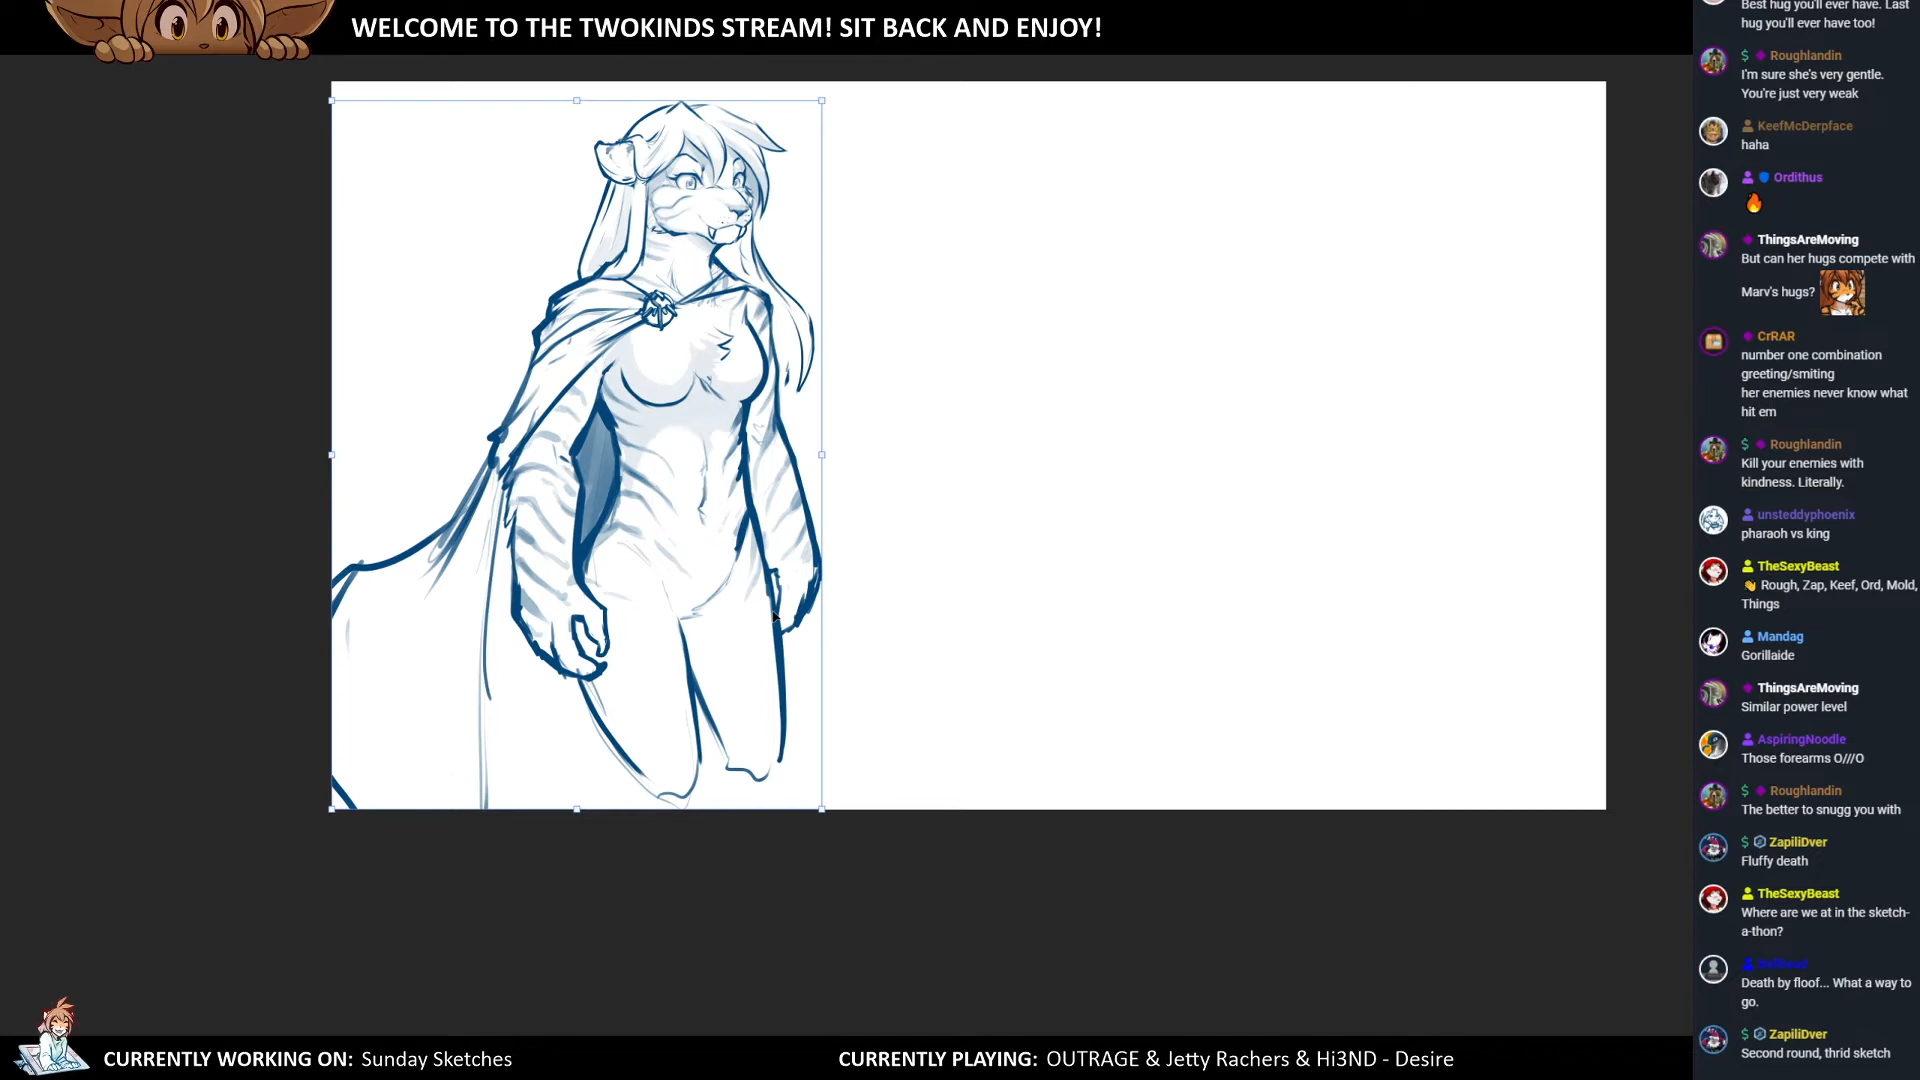 WELCOME TO THE TWOKINDS STREAM! SIT BACK AND ENJOY!
Best hug you'll ever have. Last
hug you'll ever have too!
$ Roughlandin
I'm sure she's very gentle.
You're just very weak
KeefMcDerpface
haha
Ordithus
ThingsAreMoving
But can her hugs compete with
Marv's hugs?
CrRAR
number one combination
greeting/smiting
her enemies never know what
hit em
$ Roughlandin
Kill your enemies with
kindness. Literally.
unsteddyphoenix
pharaoh vs king
TheSexyBeast
Rough, Zap, Keef, Ord, Mold,
Things
Mandag
Gorillaide
ThingsAreMoving
Similar power level
AspiringNoodle
Those forearms O///O
$ Roughlandin
The better to snugg you with
$ ZapiliDver
Fluffy death
TheSexyBeast
Where are we at in the sketch-
a-thon?
Death by floof... What a way to
go.
$ ZapiliDver
Second round, thrid sketch
CURRENTLY WORKING ON: Sunday Sketches
CURRENTLY PLAYING: OUTRAGE & Jetty Rachers & Hi3ND - Desire